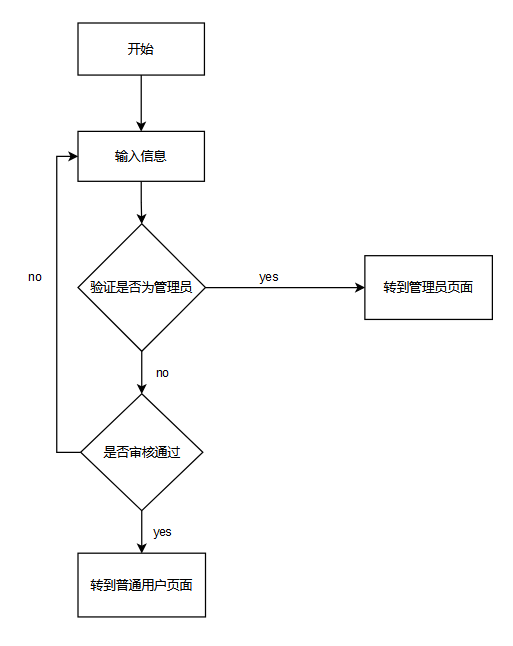 开始
输入信息
no
验证是否为管理员
yes
转到管理员页面
no
是否审核通过
yes
转到普通用户页面